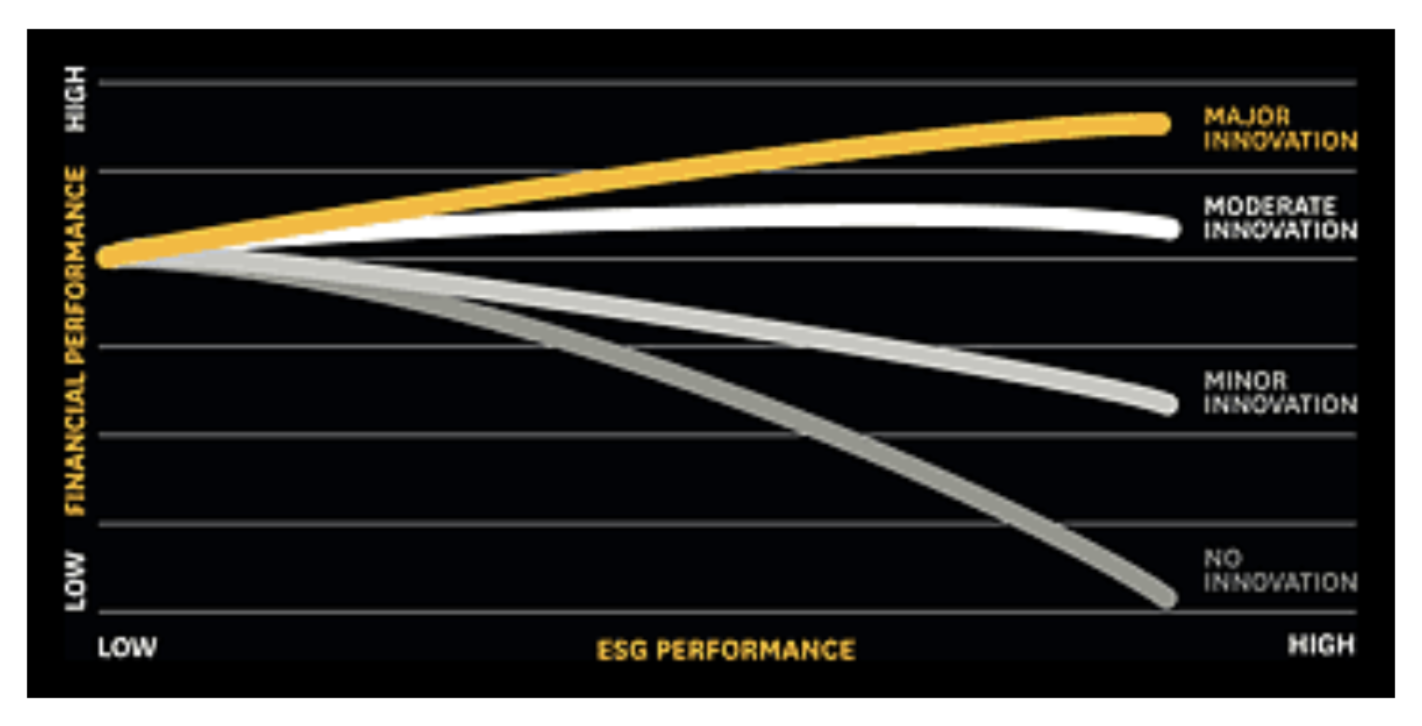 HIGH
FINANCIAL PERFORMANCE
LOW
MAJOR
INNOVATION
MODERATE
INNOVATION
MINOR
INNOVATION
NO
INNOVATION
LOW
ESG PERFORMANCE
HIGH